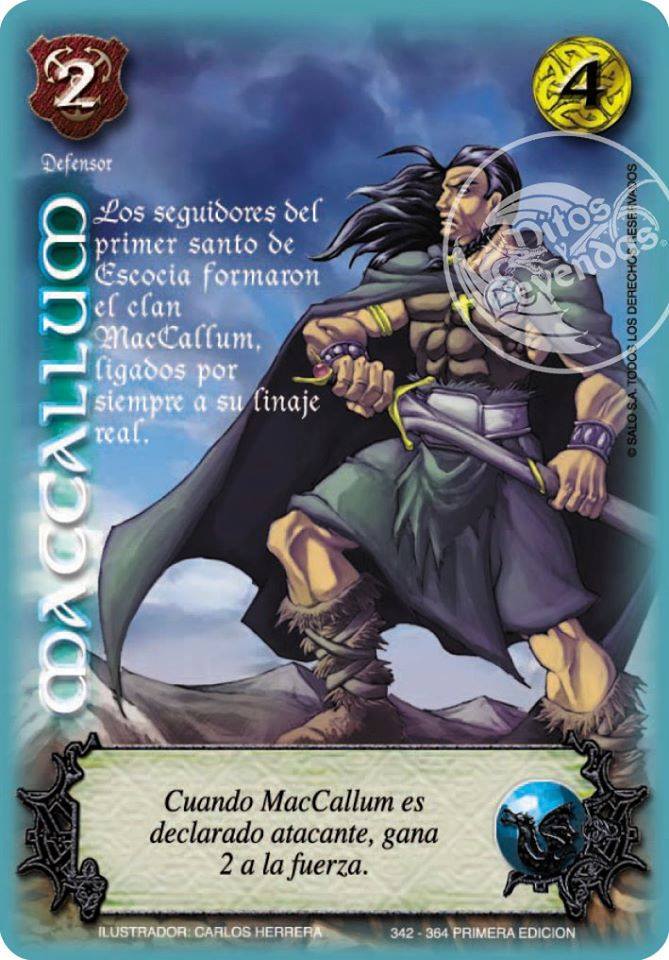 2
4
Defensor
MACCALLUM
Los seguidores del
primer santo de
Escocia formaron
el clan
MacCallum,
ligados por
siempre a su linaje
real.
Mitos
y
Leyendas
©
© SALO S.A. TODOS LOS DERECHOS RESERVADOS
Cuando MacCallum es
declarado atacante, gana
2 a la fuerza.
ILUSTRADOR: CARLOS HERRERA 342 - 364 PRIMERA EDICION